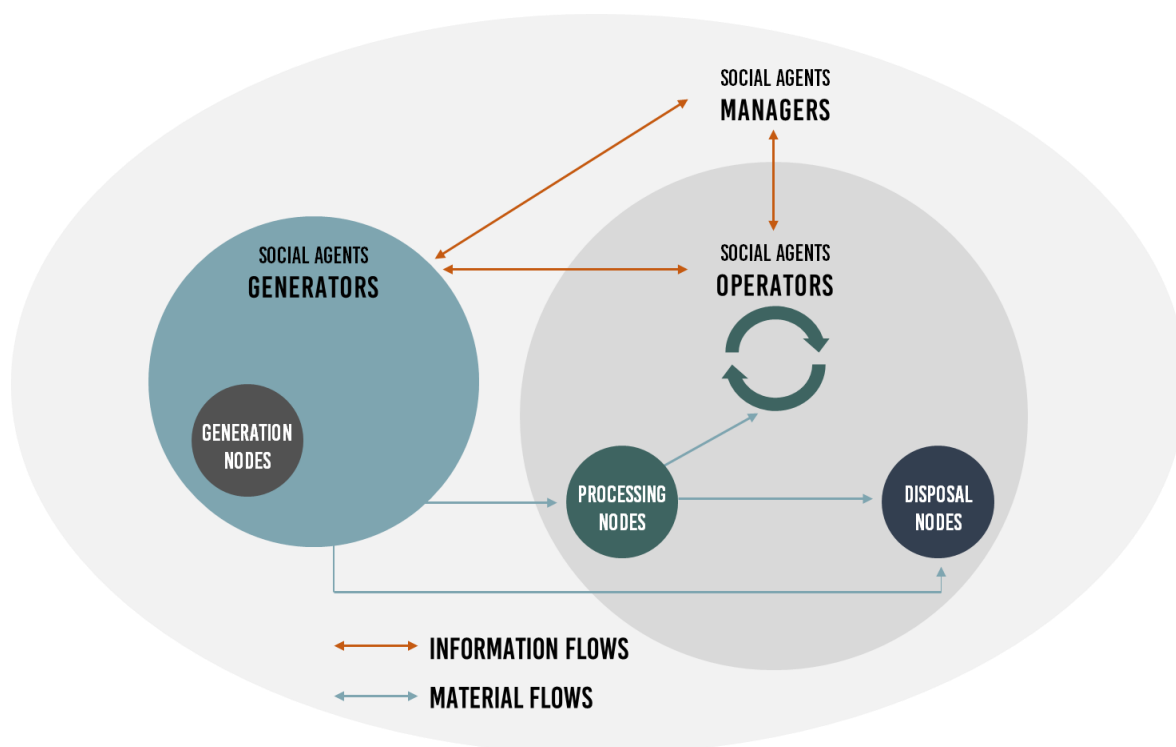 SOCIAL AGENTS
MANAGERS
SOCIAL AGENTS
GENERATORS
SOCIAL AGENTS
OPERATORS
GENERATION
NODES
PROCESSING
NODES
DISPOSAL
NODES
INFORMATION FLOWS
MATERIAL FLOWS